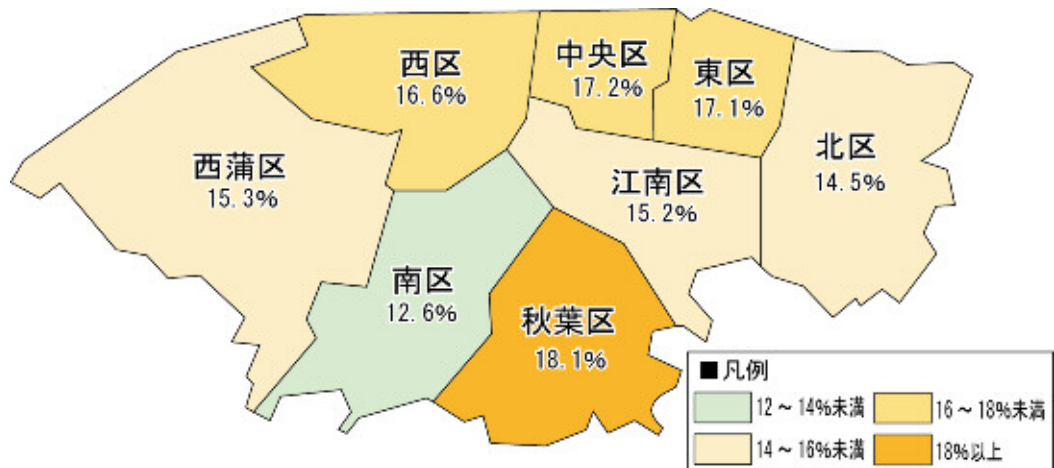 西区
16.6%
中央区
17.2%
東区
17.1%
北区
14.5%
西蒲区
15.3%
江南区
15.2%
南区
12.6%
秋葉区
18.1%
■凡例
12～14%未満
16～18%未満
14～16%未満
18%以上